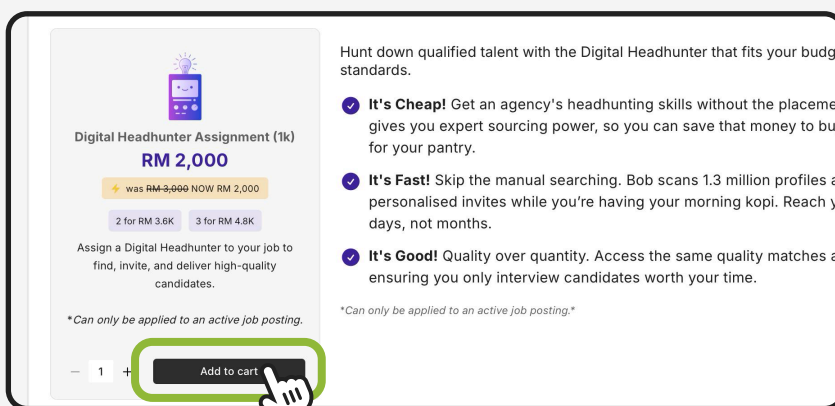 Digital Headhunter Assignment (1k)
RM 2,000
was RM 3,000 NOW RM 2,000
2 for RM 3.6K 3 for RM 4.8K
Assign a Digital Headhunter to your job to
find, invite, and deliver high-quality
candidates.
*Can only be applied to an active job posting.
1
Add to cart
Hunt down qualified talent with the Digital Headhunter that fits your
standards.
It's Cheap! Get an agency's headhunting skills without the
gives you expert sourcing power, so you can save that money to
for your pantry.
It's Fast! Skip the manual searching. Bob scans 1.3 million profiles
personalised invites while you're having your morning kopi. Reach
days, not months.
It's Good! Quality over quantity. Access the same quality matches
ensuring you only interview candidates worth your time.
*Can only be applied to an active job posting.*